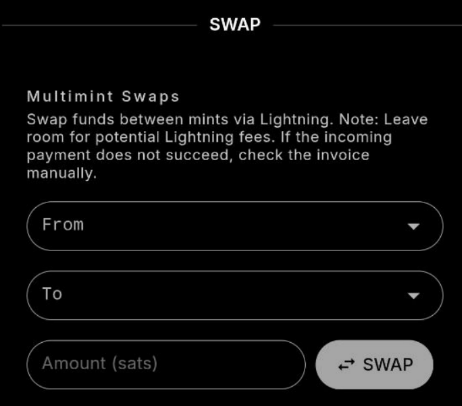 SWAP
Multimint Swaps
Swap funds between mints via Lightning. Note: Leave
room for potential Lightning fees. If the incoming
payment does not succeed, check the invoice
manually.
From
To
Amount (sats)
SWAP